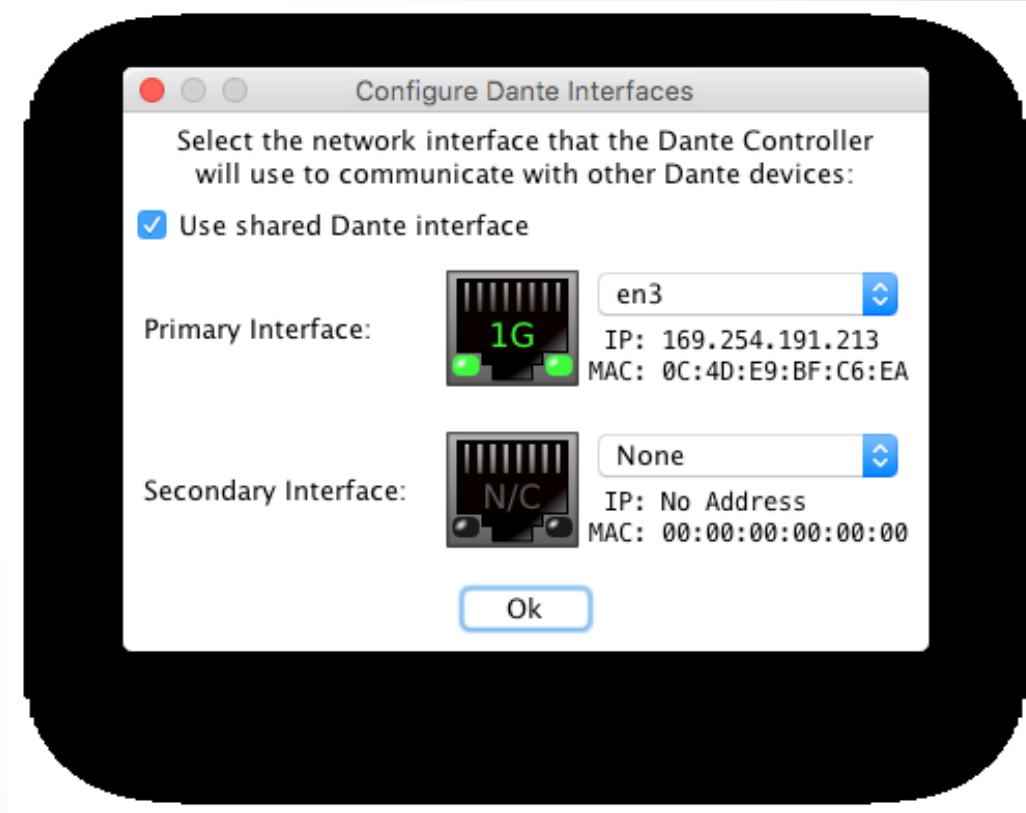 Configure Dante Interfaces
Select the network interface that the Dante Controller
will use to communicate with other Dante devices:
Use shared Dante interface
Primary Interface:
1G
en3
IP: 169.254.191.213
MAC: 0C:4D:E9:BF:C6:EA
Secondary Interface:
N/C
None
IP: No Address
MAC: 00:00:00:00:00:00
Ok